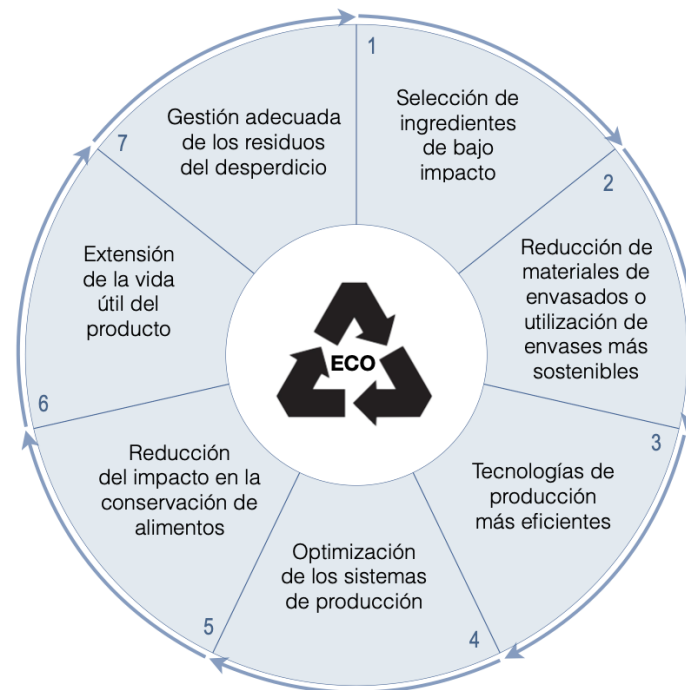 1
Selección de
ingredientes
de bajo
impacto
2
Reducción de
materiales de
envasados o
utilización de
envases más
sostenibles
3
Tecnologías de
producción
más eficientes
4
Optimización
de los sistemas
de producción
5
Reducción
del impacto en la
conservación de
alimentos
6
Extensión
de la vida
útil del
producto
7
Gestión adecuada
de los residuos
del desperdicio
ECO